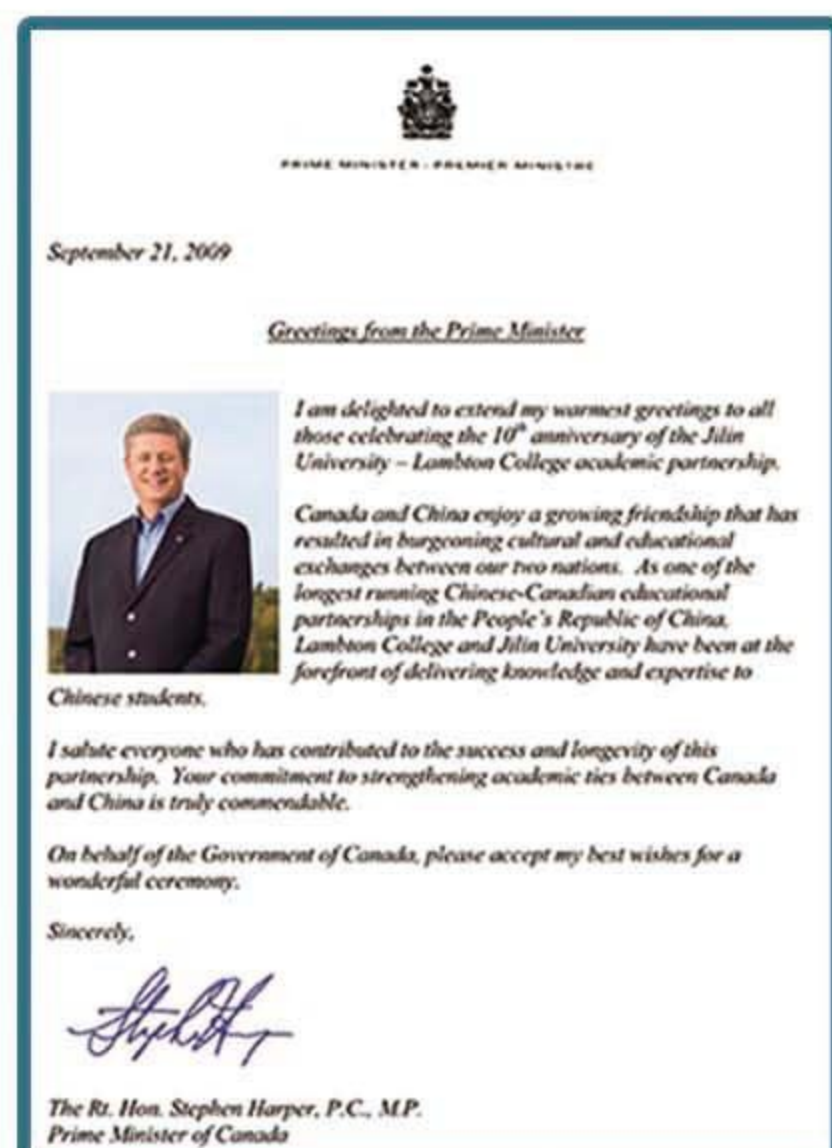 PRIME MINISTER - PREMIER MINISTRE
September 21, 2009
Greetings from the Prime Minister
I am delighted to extend my warmest greetings to all
those celebrating the 10th anniversary of the Jilin
University – Lambton College academic partnership.
Canada and China enjoy a growing friendship that has
resulted in burgeoning cultural and educational
exchanges between our two nations. As one of the
longest running Chinese-Canadian educational
partnerships in the People's Republic of China,
Lambton College and Jilin University have been at the
forefront of delivering knowledge and expertise to
Chinese students.
I salute everyone who has contributed to the success and longevity of this
partnership. Your commitment to strengthening academic ties between Canada
and China is truly commendable.
On behalf of the Government of Canada, please accept my best wishes for a
wonderful ceremony.
Sincerely,
The Rt. Hon. Stephen Harper, P.C., M.P.
Prime Minister of Canada